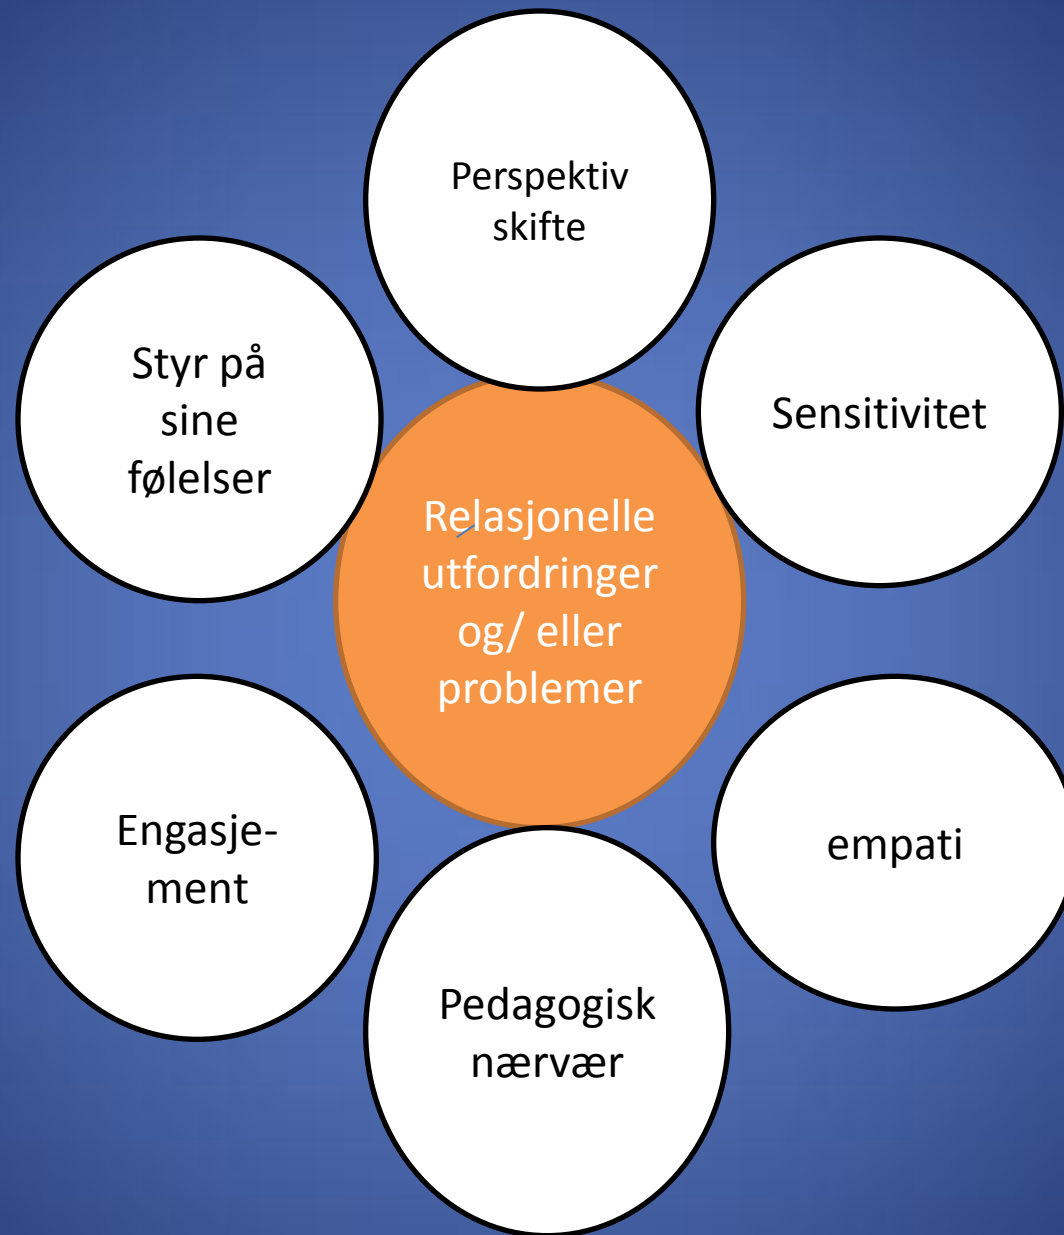 Perspektiv
skifte
Styr på
sine
følelser
Sensitivitet
Relasjonelle
utfordringer
og/ eller
problemer
Engasje-
ment
empati
Pedagogisk
nærvær